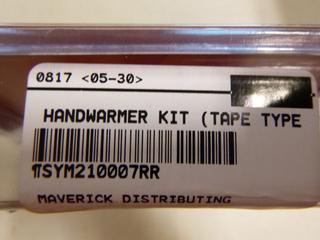 0817 <05-30>
HANDWARMER KIT (TAPE TYPE
¶SYM210007RR
MAVERICK DISTRIBUTING